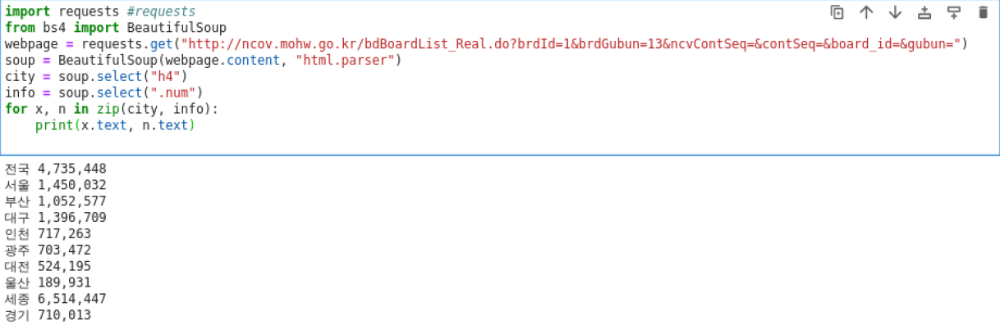 import requests #requests
from bs4 import BeautifulSoup
webpage = requests.get("http://ncov.mohw.go.kr/bdBoardList_Real.do?brdId=1&brdGubun=13&ncvContSeq=&contSeq=&board_id=&gubun=")
soup = BeautifulSoup(webpage.content, "html.parser")
city = soup.select("h4")
info = soup.select(".num")
for x, n in zip(city, info):
    print(x.text, n.text)
전국 4,735,448
서울 1,450,032
부산 1,052,577
대구 1,396,709
인천 717,263
광주 703,472
대전 524,195
울산 189,931
세종 6,514,447
경기 710,013